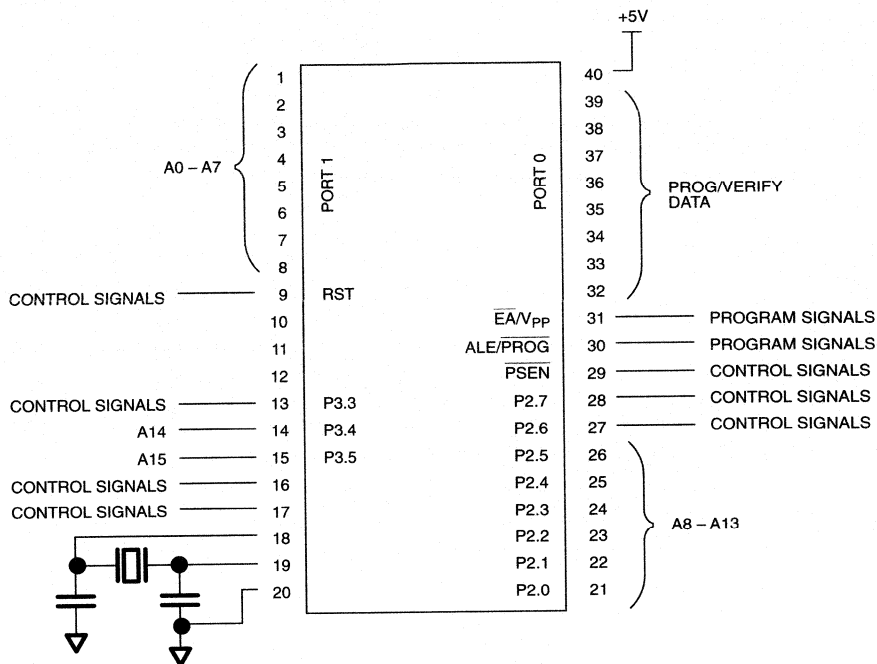 +5V
1
2
3
4
5
6
7
8
A0 – A7
PORT 1
CONTROL SIGNALS 9 RST
10
11
12
CONTROL SIGNALS 13 P3.3
A14 14 P3.4
A15 15 P3.5
CONTROL SIGNALS 16
CONTROL SIGNALS 17
18
19
20
40
39
38
37
36
35
34
33
32
PORT 0
PROG/VERIFY
DATA
E̅A̅/VPP 31 PROGRAM SIGNALS
ALE/P̅R̅O̅G̅ 30 PROGRAM SIGNALS
P̅S̅E̅N̅ 29 CONTROL SIGNALS
P2.7 28 CONTROL SIGNALS
P2.6 27 CONTROL SIGNALS
P2.5 26
P2.4 25
P2.3 24
P2.2 23
P2.1 22
P2.0 21
A8 – A13